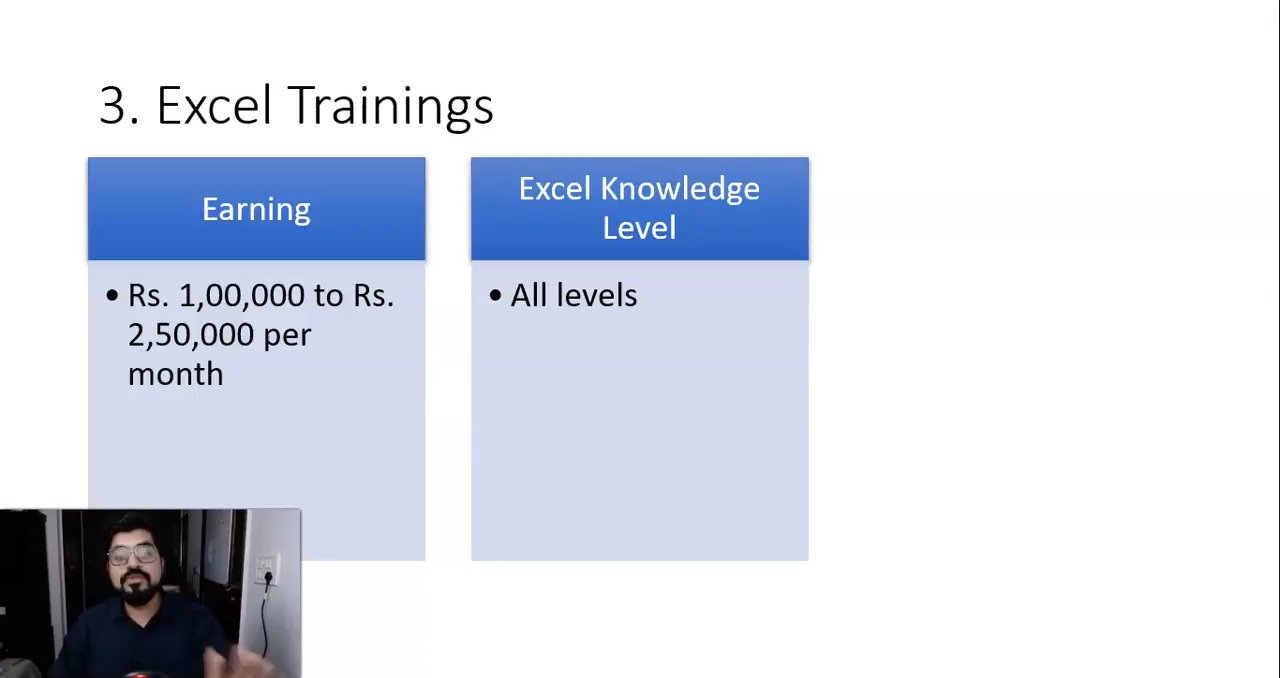 3. Excel Trainings
Earning
• Rs. 1,00,000 to Rs.
2,50,000 per
month
Excel Knowledge
Level
• All levels